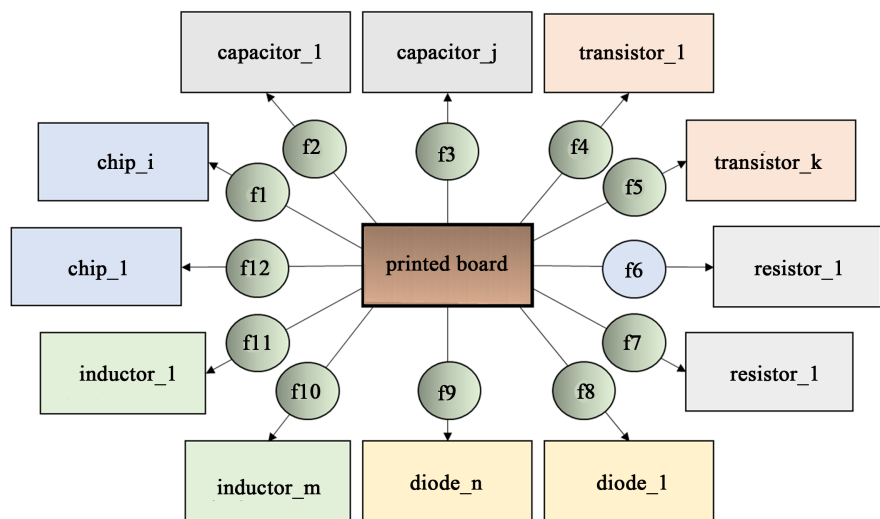 capacitor_1
capacitor_j
transistor_1
f2
f3
f4
chip_i
f1
f5
transistor_k
chip_1
f12
printed board
f6
resistor_1
inductor_1
f11
f7
resistor_1
f10
f9
f8
inductor_m
diode_n
diode_1